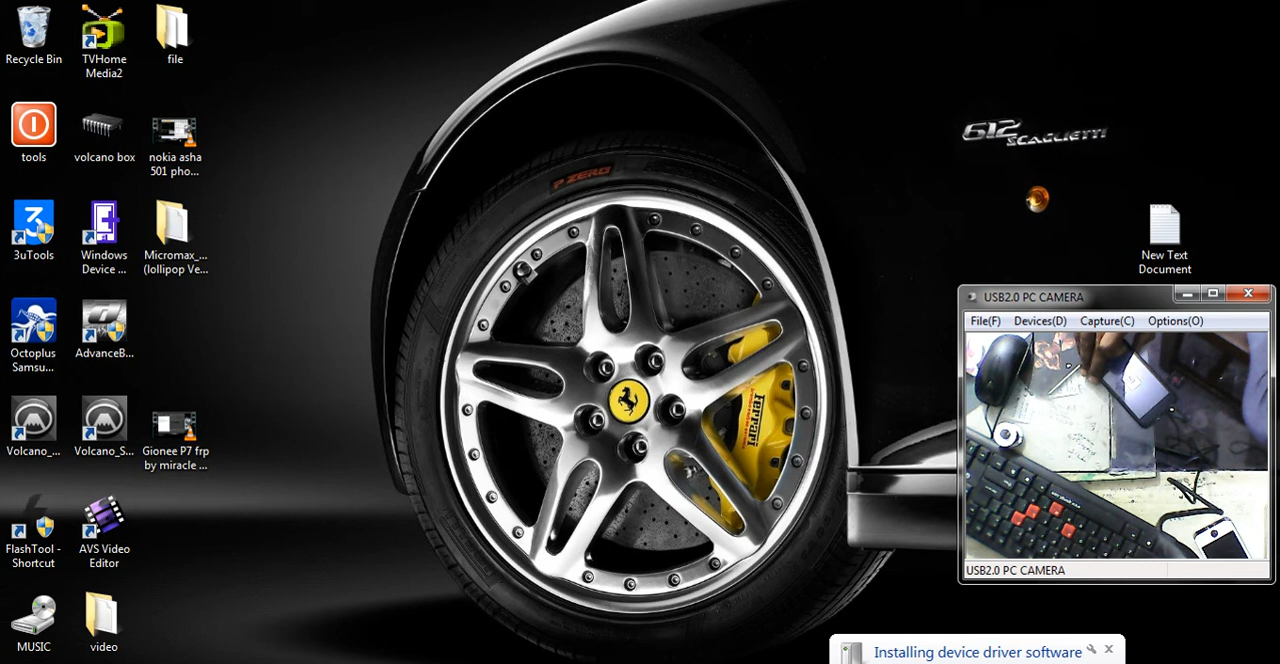 Recycle Bin
TVHome
Media2
file
tools
volcano box
nokia asha
501 pho...
3uTools
Windows
Device ...
Micromax_...
(lollipop Ve...
Octoplus
Samsu...
AdvanceB...
Volcano_...
Volcano_S...
Gionee P7 frp
by miracle ...
FlashTool -
Shortcut
AVS Video
Editor
MUSIC
video
P ZERO
Ferrari
612
SCAGLIETTI
New Text
Document
USB2.0 PC CAMERA
File(F)
Devices(D)
Capture(C)
Options(O)
USB2.0 PC CAMERA
Installing device driver software